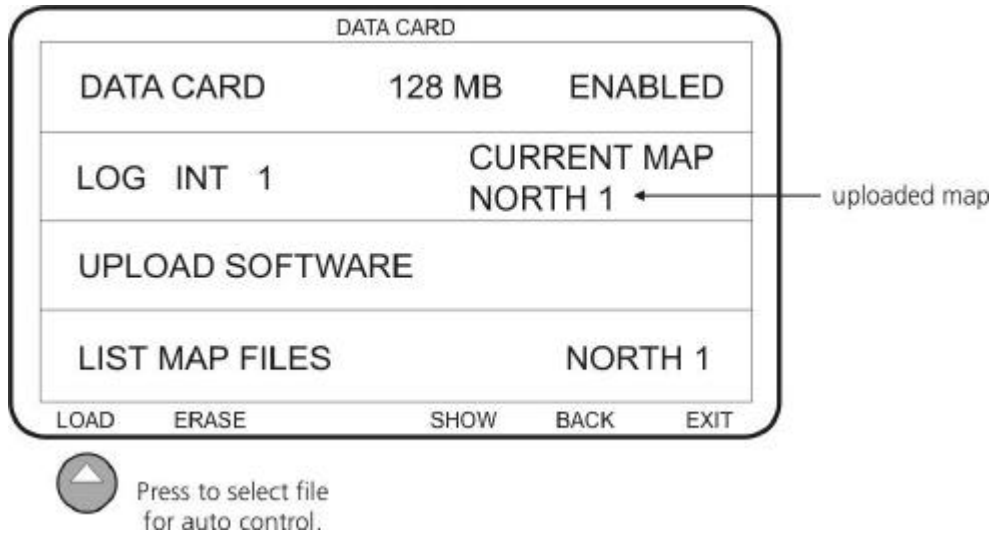 DATA CARD
DATA CARD 128 MB ENABLED
LOG INT 1 CURRENT MAP
NORTH 1
uploaded map
UPLOAD SOFTWARE
LIST MAP FILES NORTH 1
LOAD ERASE SHOW BACK EXIT
Press to select file
for auto control.